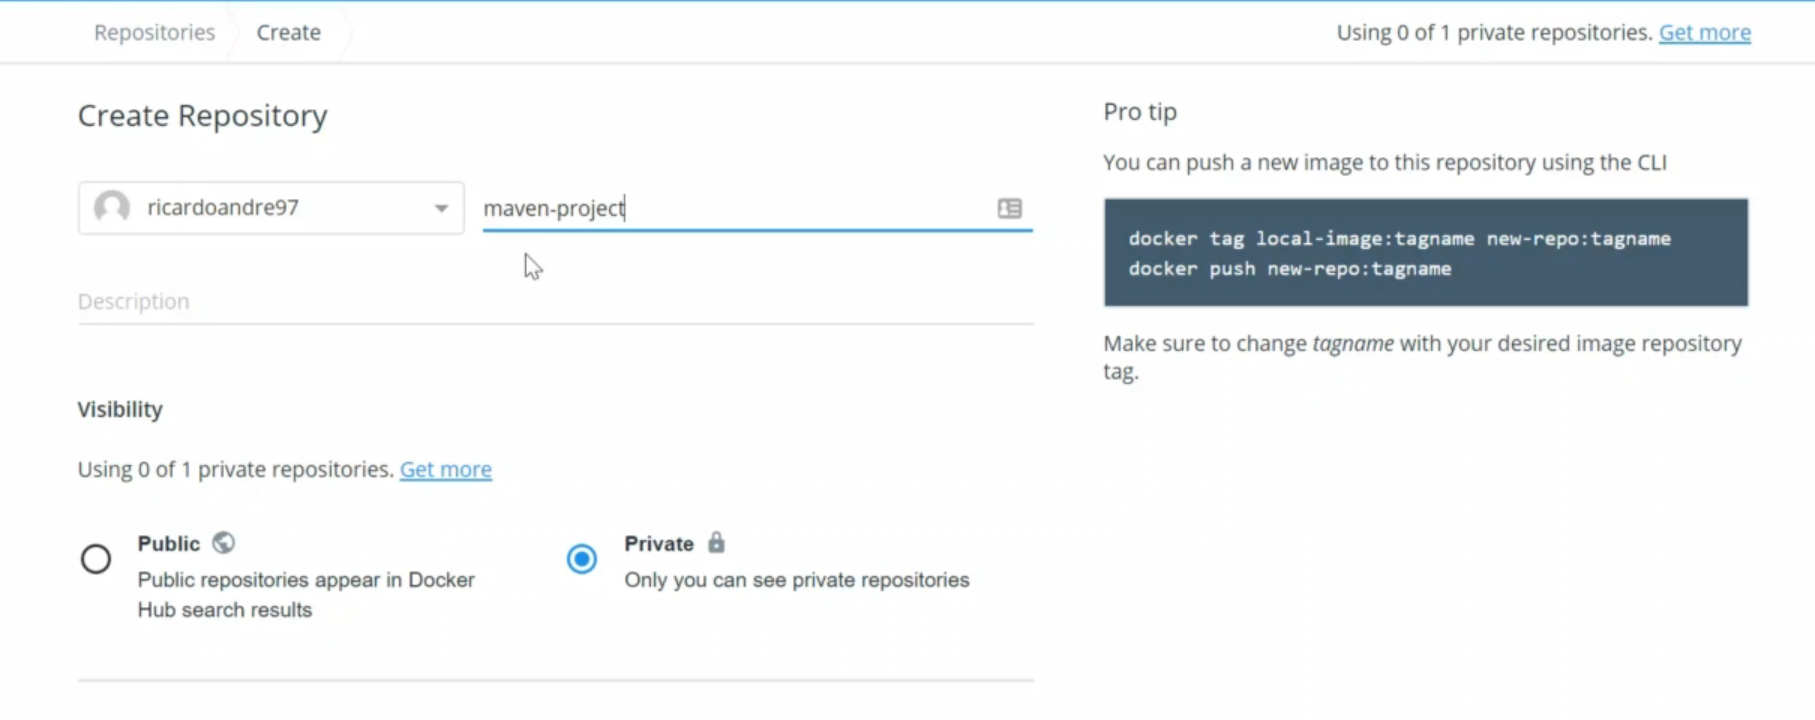 Repositories
Create
Using 0 of 1 private repositories. Get more
Create Repository
ricardoandre97
maven-project
Description
Visibility
Using 0 of 1 private repositories. Get more
Public
Public repositories appear in Docker
Hub search results
Private
Only you can see private repositories
Pro tip
You can push a new image to this repository using the CLI
docker tag local-image:tagname new-repo:tagname
docker push new-repo:tagname
Make sure to change tagname with your desired image repository
tag.